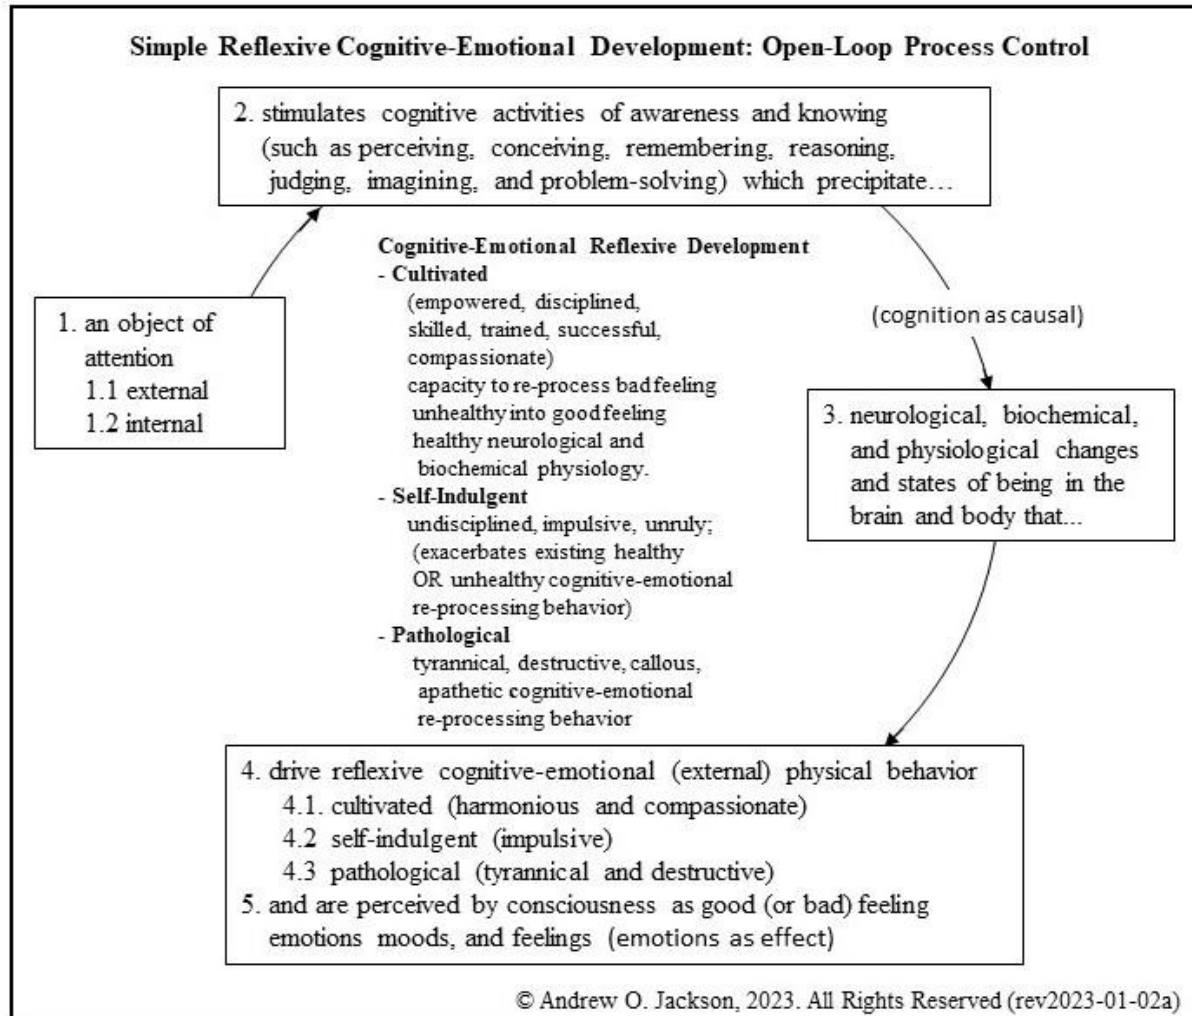 Simple Reflexive Cognitive-Emotional Development: Open-Loop Process Control
2. stimulates cognitive activities of awareness and knowing
(such as perceiving, conceiving, remembering, reasoning,
judging, imagining, and problem-solving) which precipitate…
1. an object of
attention
1.1 external
1.2 internal
Cognitive-Emotional Reflexive Development
- Cultivated
(empowered, disciplined,
skilled, trained, successful,
compassionate)
capacity to re-process bad feeling
unhealthy into good feeling
healthy neurological and
biochemical physiology.
- Self-Indulgent
undisciplined, impulsive, unruly;
(exacerbates existing healthy
OR unhealthy cognitive-emotional
re-processing behavior)
- Pathological
tyrannical, destructive, callous,
apathetic cognitive-emotional
re-processing behavior
(cognition as causal)
3. neurological, biochemical,
and physiological changes
and states of being in the
brain and body that...
4. drive reflexive cognitive-emotional (external) physical behavior
4.1. cultivated (harmonious and compassionate)
4.2 self-indulgent (impulsive)
4.3 pathological (tyrannical and destructive)
5. and are perceived by consciousness as good (or bad) feeling
emotions moods, and feelings (emotions as effect)
© Andrew O. Jackson, 2023. All Rights Reserved (rev2023-01-02a)